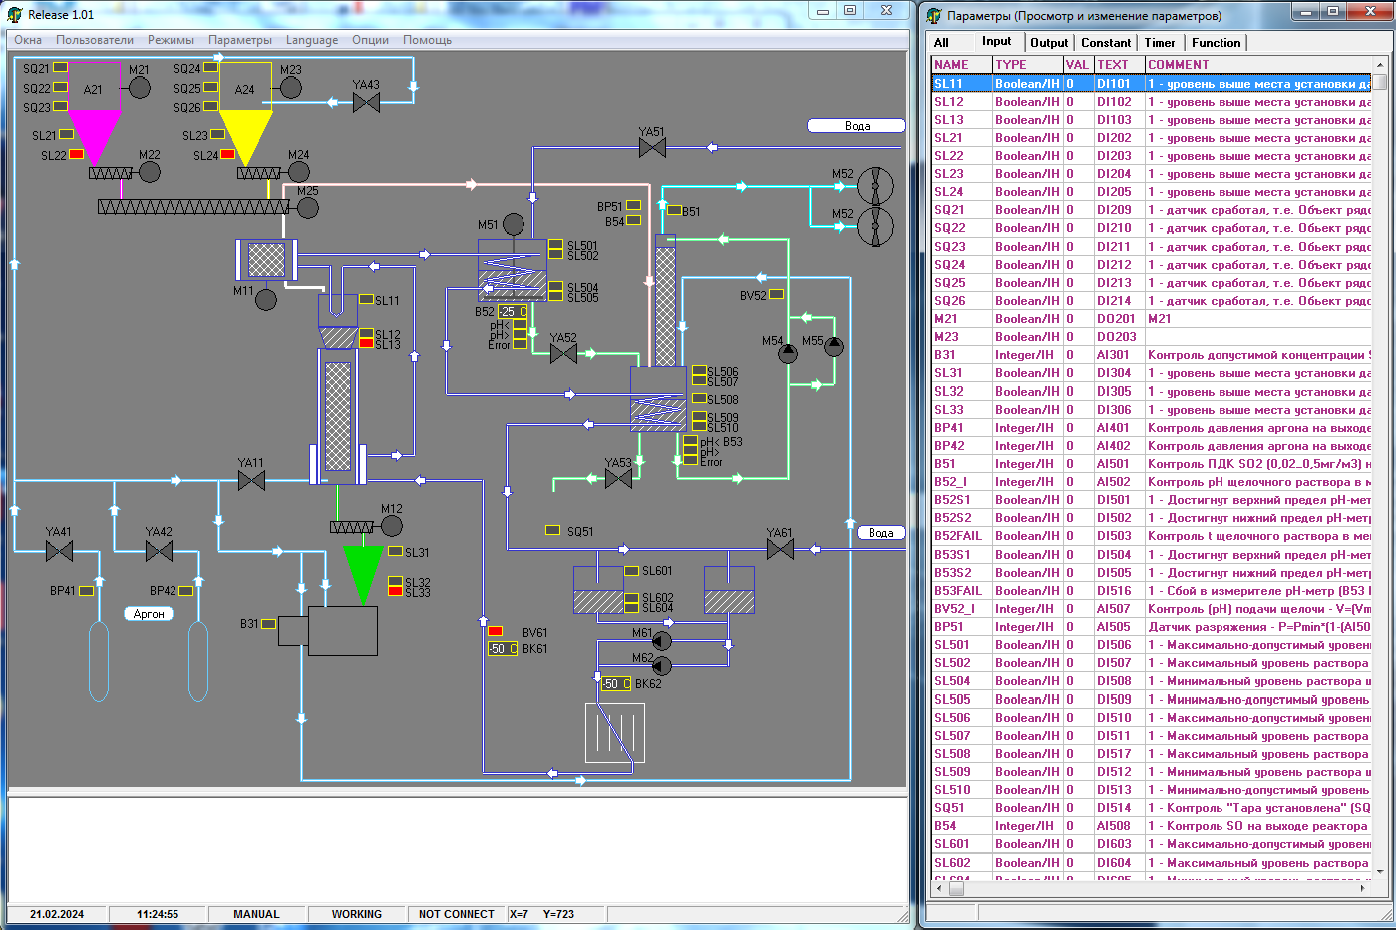 Release 1.01
Окна Пользователи Режимы Параметры Language Опции Помощь
SQ21 M21 SQ24 M23
SQ22 A21 SQ25 A24 YA43
SQ23 SQ26
SL21 SL23
SL22 M22 SL24 M24
M25
Вода
YA51
M52
BP51 B51
B54
M52
M51
SL501
SL502
M11
SL11
SL504
SL505
BV52
B52 -25 C
pH<
pH>
Error
SL12
SL13
YA52
M54 M55
SL506
SL507
SL508
SL509
SL510
pH< B53
pH>
Error
YA11
YA53
M12
SQ51
YA41 YA42
YA61 Вода
SL31
SL32
SL33
BP41 BP42
Аргон
B31
SL601
SL602
SL604
BV61
-50 C BK61
M61
M62
-50 C BK62
21.02.2024 11:24:55 MANUAL WORKING NOT CONNECT X=7 Y=723
Параметры (Просмотр и изменение параметров)
All Input Output Constant Timer Function
NAME TYPE VAL TEXT COMMENT
SL11 Boolean/IH 0 DI101 1 - уровень выше места установки да
SL12 Boolean/IH 0 DI102 1 - уровень выше места установки да
SL13 Boolean/IH 0 DI103 1 - уровень выше места установки да
SL21 Boolean/IH 0 DI202 1 - уровень выше места установки да
SL22 Boolean/IH 0 DI203 1 - уровень выше места установки да
SL23 Boolean/IH 0 DI204 1 - уровень выше места установки да
SL24 Boolean/IH 0 DI205 1 - уровень выше места установки да
SQ21 Boolean/IH 0 DI209 1 - датчик сработал, т.е. Объект рядо
SQ22 Boolean/IH 0 DI210 1 - датчик сработал, т.е. Объект рядо
SQ23 Boolean/IH 0 DI211 1 - датчик сработал, т.е. Объект рядо
SQ24 Boolean/IH 0 DI212 1 - датчик сработал, т.е. Объект рядо
SQ25 Boolean/IH 0 DI213 1 - датчик сработал, т.е. Объект рядо
SQ26 Boolean/IH 0 DI214 1 - датчик сработал, т.е. Объект рядо
M21 Boolean/IH 0 DO201 M21
M23 Boolean/IH 0 DO203
B31 Integer/IH 0 AI301 Контроль допустимой концентрации
SL31 Boolean/IH 0 DI304 1 - уровень выше места установки да
SL32 Boolean/IH 0 DI305 1 - уровень выше места установки да
SL33 Boolean/IH 0 DI306 1 - уровень выше места установки да
BP41 Integer/IH 0 AI401 Контроль давления аргона на выходе
BP42 Integer/IH 0 AI402 Контроль давления аргона на выходе
B51 Integer/IH 0 AI501 Контроль ПДК SO2 (0,02_0,5мг/м3) н
B52_I Integer/IH 0 AI502 Контроль pH щелочного раствора в м
B52S1 Boolean/IH 0 DI501 1 - Достигнут верхний предел pH-мет
B52S2 Boolean/IH 0 DI502 1 - Достигнут нижний предел pH-метр
B52FAIL Boolean/IH 0 DI503 Контроль t щелочного раствора в ме
B53S1 Boolean/IH 0 DI504 1 - Достигнут верхний предел pH-мет
B53S2 Boolean/IH 0 DI505 1 - Достигнут нижний предел pH-метр
B53FAIL Boolean/IH 0 DI516 1 - Сбой в измерителе pH-метр (B53
BV52_I Integer/IH 0 AI507 Контроль (pH) подачи щелочи - V=(Vm
BP51 Integer/IH 0 AI505 Датчик разряжения - P=Pmin*(1-(AI50
SL501 Boolean/IH 0 DI506 1 - Максимально-допустимый уровен
SL502 Boolean/IH 0 DI507 1 - Максимальный уровень раствора
SL504 Boolean/IH 0 DI508 1 - Минимальный уровень раствора щ
SL505 Boolean/IH 0 DI509 1 - Минимально-допустимый уровень
SL506 Boolean/IH 0 DI510 1 - Максимально-допустимый уровен
SL507 Boolean/IH 0 DI511 1 - Максимальный уровень раствора
SL508 Boolean/IH 0 DI517 1 - Максимальный уровень раствора
SL509 Boolean/IH 0 DI512 1 - Минимальный уровень раствора щ
SL510 Boolean/IH 0 DI513 1 - Минимально-допустимый уровень
SQ51 Boolean/IH 0 DI514 1 - Контроль "Тара установлена" (SQ
B54 Integer/IH 0 AI508 1 - Контроль SO на выходе реактора
SL601 Boolean/IH 0 DI603 1 - Максимально-допустимый уровен
SL602 Boolean/IH 0 DI604 1 - Максимальный уровень раствора